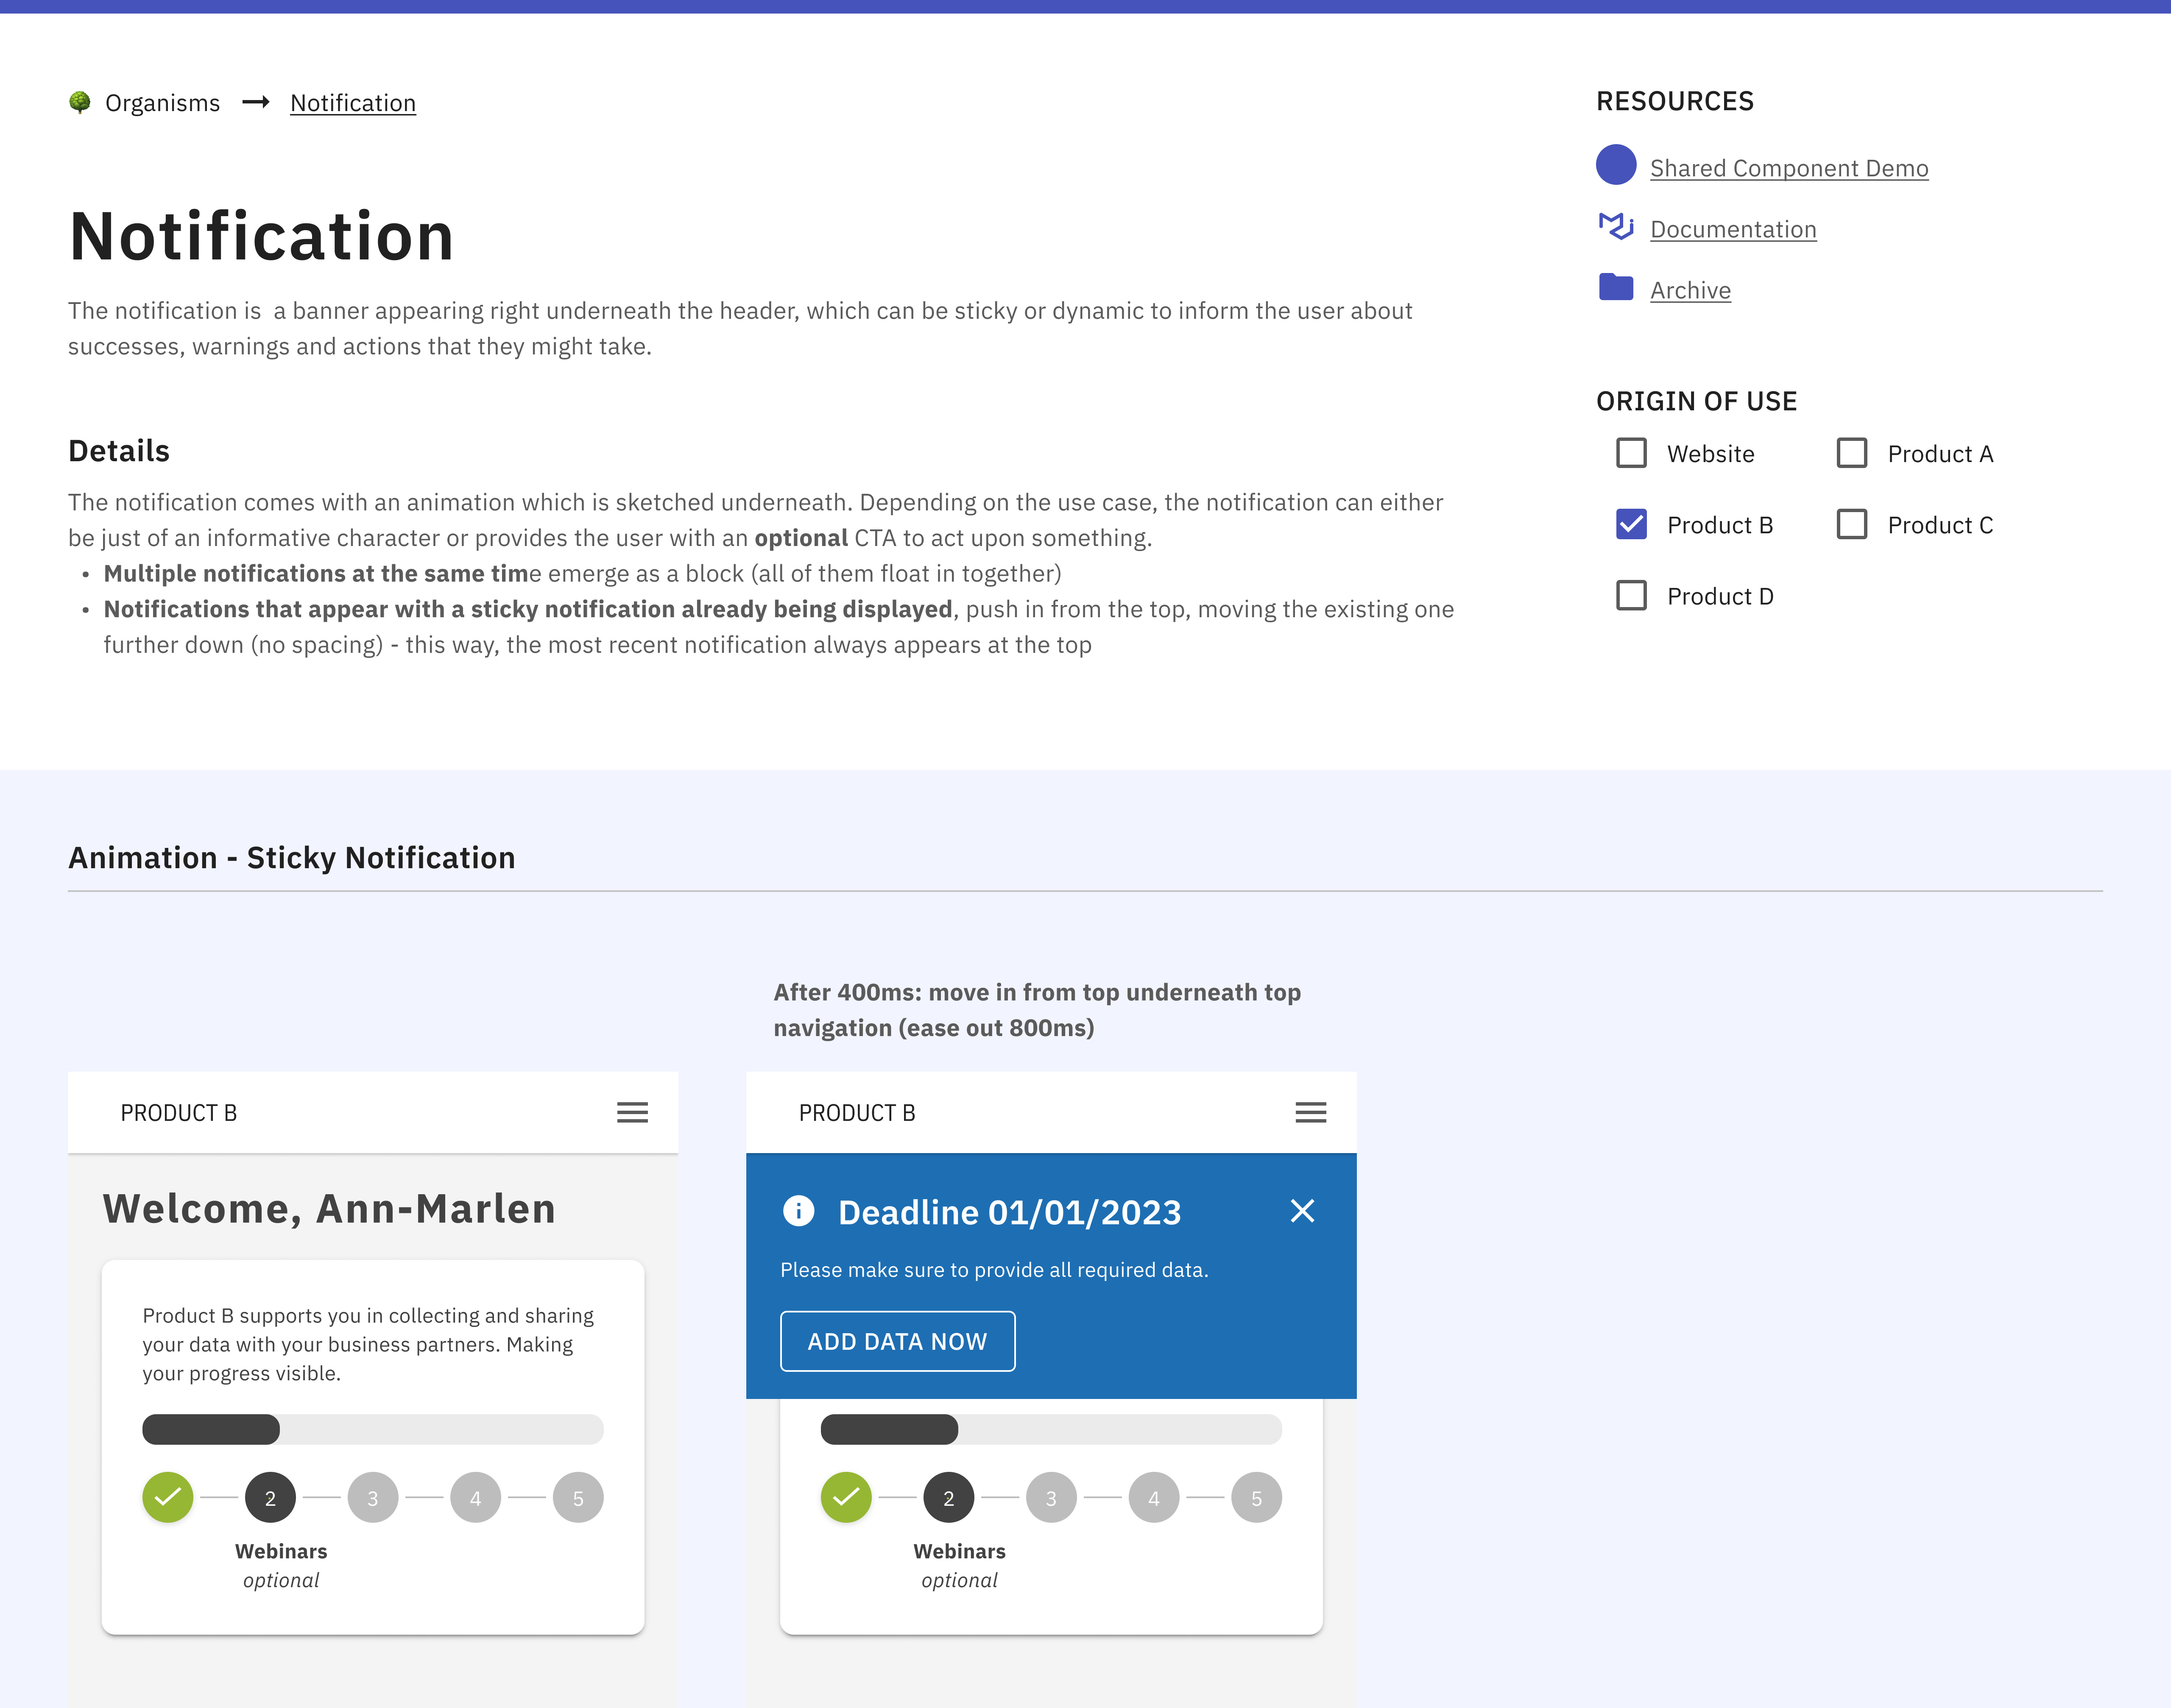 Organisms → Notification
Notification
The notification is  a banner appearing right underneath the header, which can be sticky or dynamic to inform the user about
successes, warnings and actions that they might take.
Details
The notification comes with an animation which is sketched underneath. Depending on the use case, the notification can either
be just of an informative character or provides the user with an optional CTA to act upon something.
• Multiple notifications at the same time emerge as a block (all of them float in together)
• Notifications that appear with a sticky notification already being displayed, push in from the top, moving the existing one
further down (no spacing) - this way, the most recent notification always appears at the top
RESOURCES
Shared Component Demo
Documentation
Archive
ORIGIN OF USE
Website
Product A
Product B
Product C
Product D
Animation - Sticky Notification
PRODUCT B
Welcome, Ann-Marlen
Product B supports you in collecting and sharing
your data with your business partners. Making
your progress visible.
2 3 4 5
Webinars
optional
After 400ms: move in from top underneath top
navigation (ease out 800ms)
PRODUCT B
Deadline 01/01/2023
Please make sure to provide all required data.
ADD DATA NOW
2 3 4 5
Webinars
optional